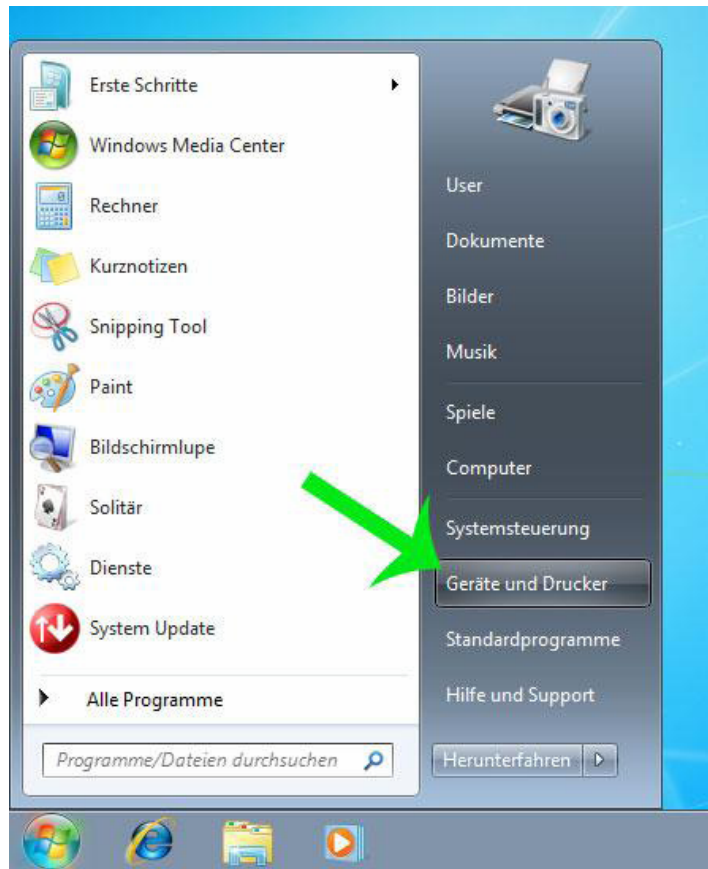 Erste Schritte
Windows Media Center
Rechner
Kurznotizen
Snipping Tool
Paint
Bildschirmlupe
Solitär
Dienste
System Update
Alle Programme
Programme/Dateien durchsuchen
User
Dokumente
Bilder
Musik
Spiele
Computer
Systemsteuerung
Geräte und Drucker
Standardprogramme
Hilfe und Support
Herunterfahren